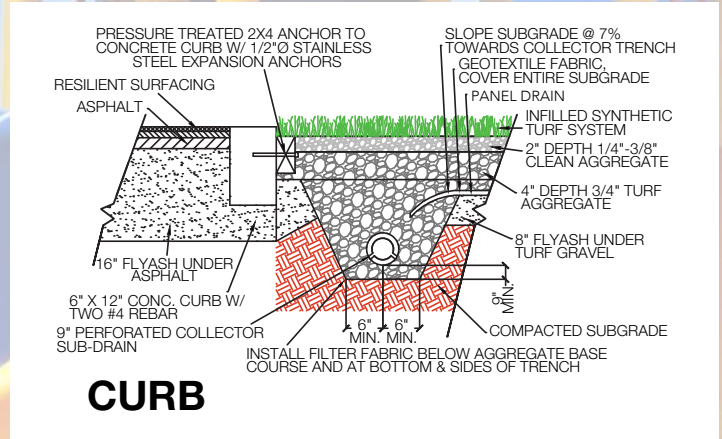 PRESSURE TREATED 2X4 ANCHOR TO
CONCRETE CURB W/ 1/2"Ø STAINLESS
STEEL EXPANSION ANCHORS
RESILIENT SURFACING
ASPHALT
SLOPE SUBGRADE @ 7%
TOWARDS COLLECTOR TRENCH
GEOTEXTILE FABRIC,
COVER ENTIRE SUBGRADE
PANEL DRAIN
INFILLED SYNTHETIC
TURF SYSTEM
2" DEPTH 1/4"-3/8"
CLEAN AGGREGATE
4" DEPTH 3/4" TURF
AGGREGATE
8" FLYASH UNDER
TURF GRAVEL
16" FLYASH UNDER
ASPHALT
6" X 12" CONC. CURB W/
TWO #4 REBAR
9" PERFORATED COLLECTOR
SUB-DRAIN
6" 6"
MIN. MIN.
9"
MIN.
COMPACTED SUBGRADE
INSTALL FILTER FABRIC BELOW AGGREGATE BASE
COURSE AND AT BOTTOM & SIDES OF TRENCH
CURB